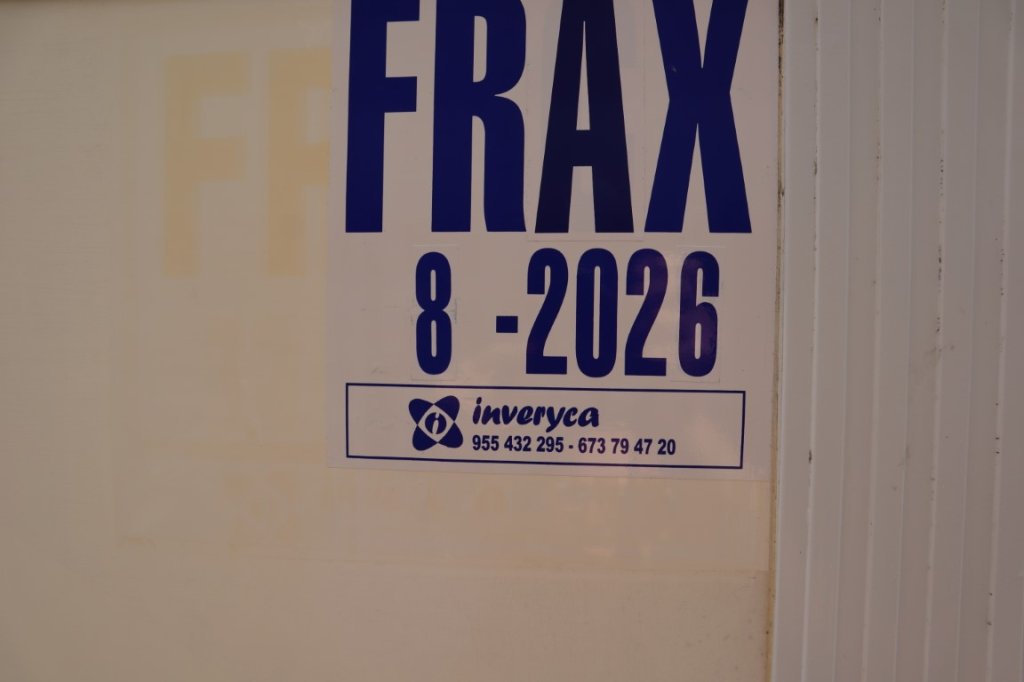 FRAX
8 -2026
inveryca
955 432 295 - 673 79 47 20